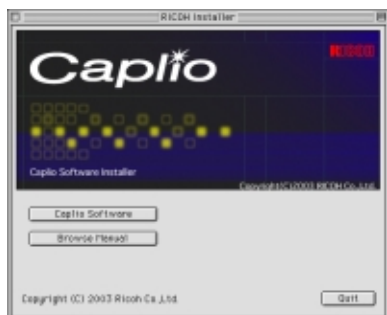 RICOH Installer
RICOH
Caplio
Caplio Software Installer
Copyright(C)2003 RICOH Co.,Ltd.
Caplio Software
Browse Manual
Copyright (C) 2003 Ricoh Co.,Ltd.
Quit